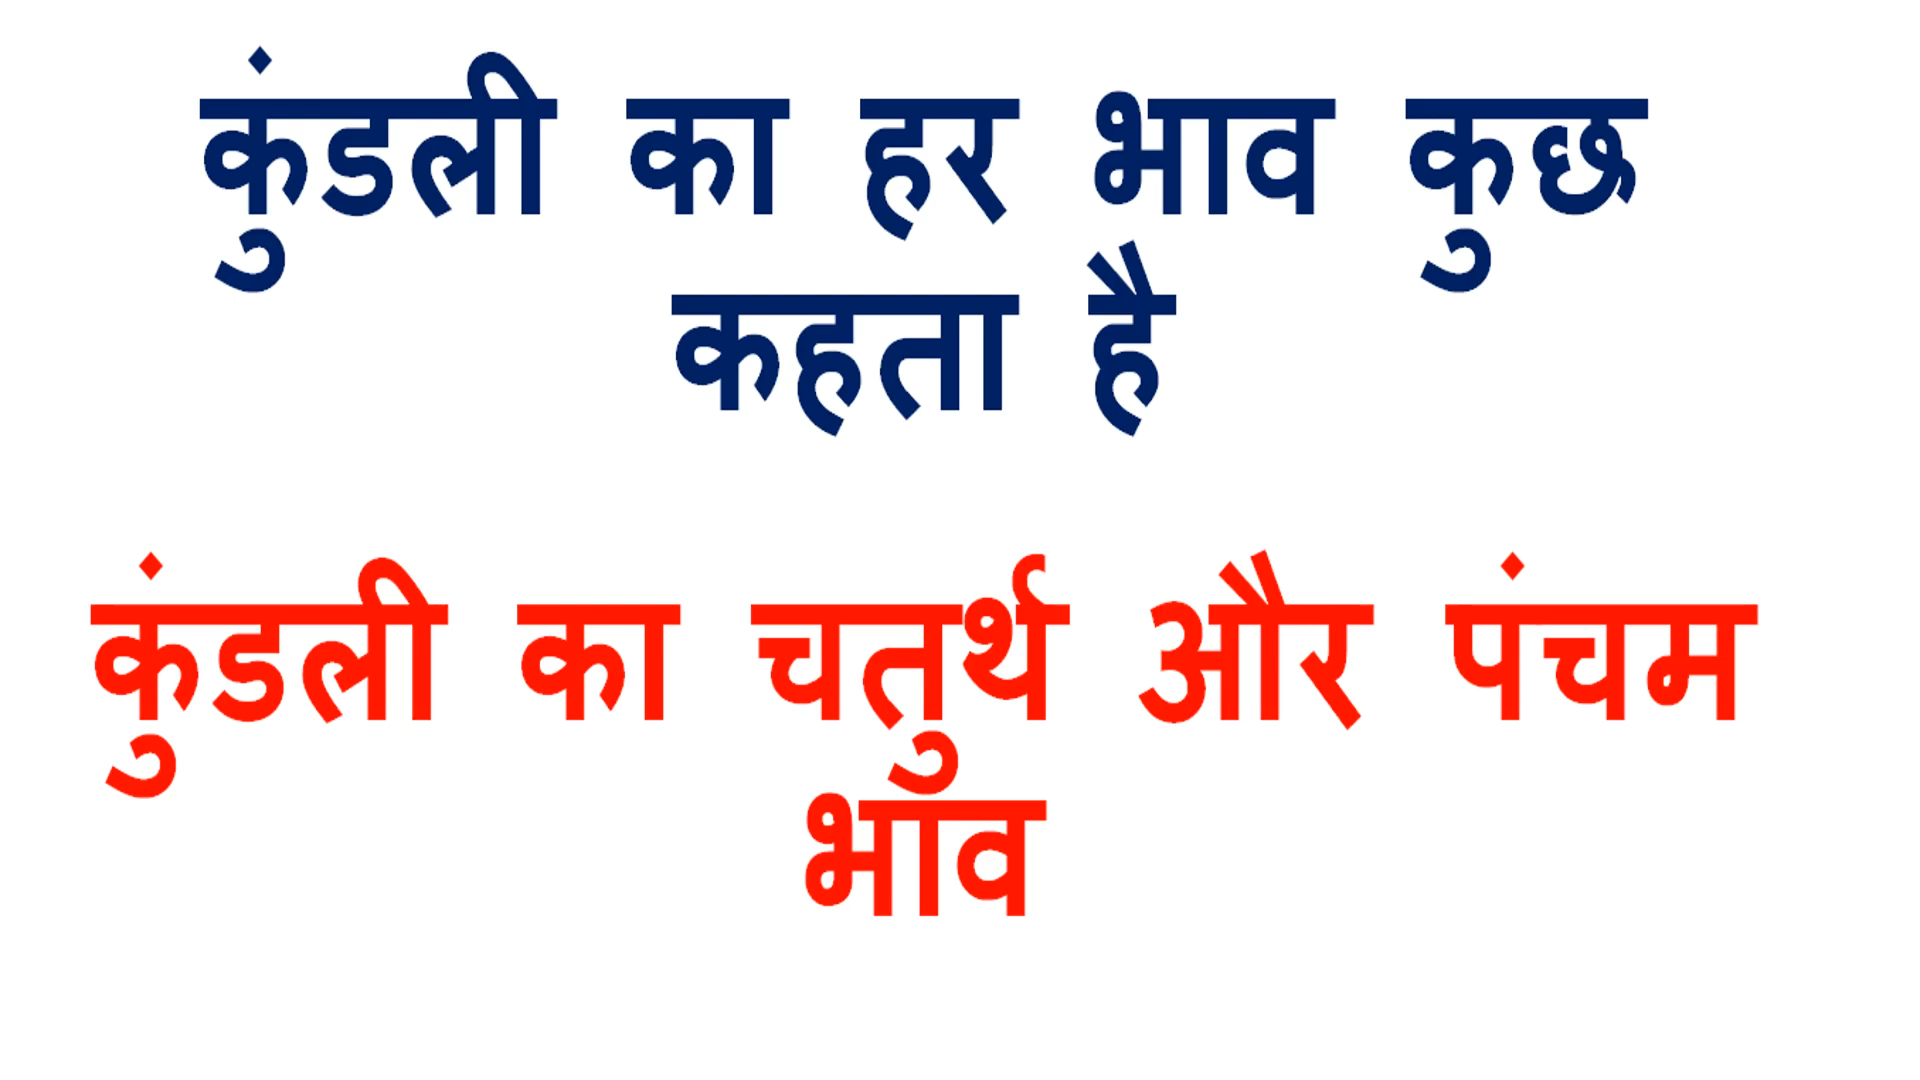 कुंडली का हर भाव कुछ
कहता है
कुंडली का चतुर्थ और पंचम
भाव